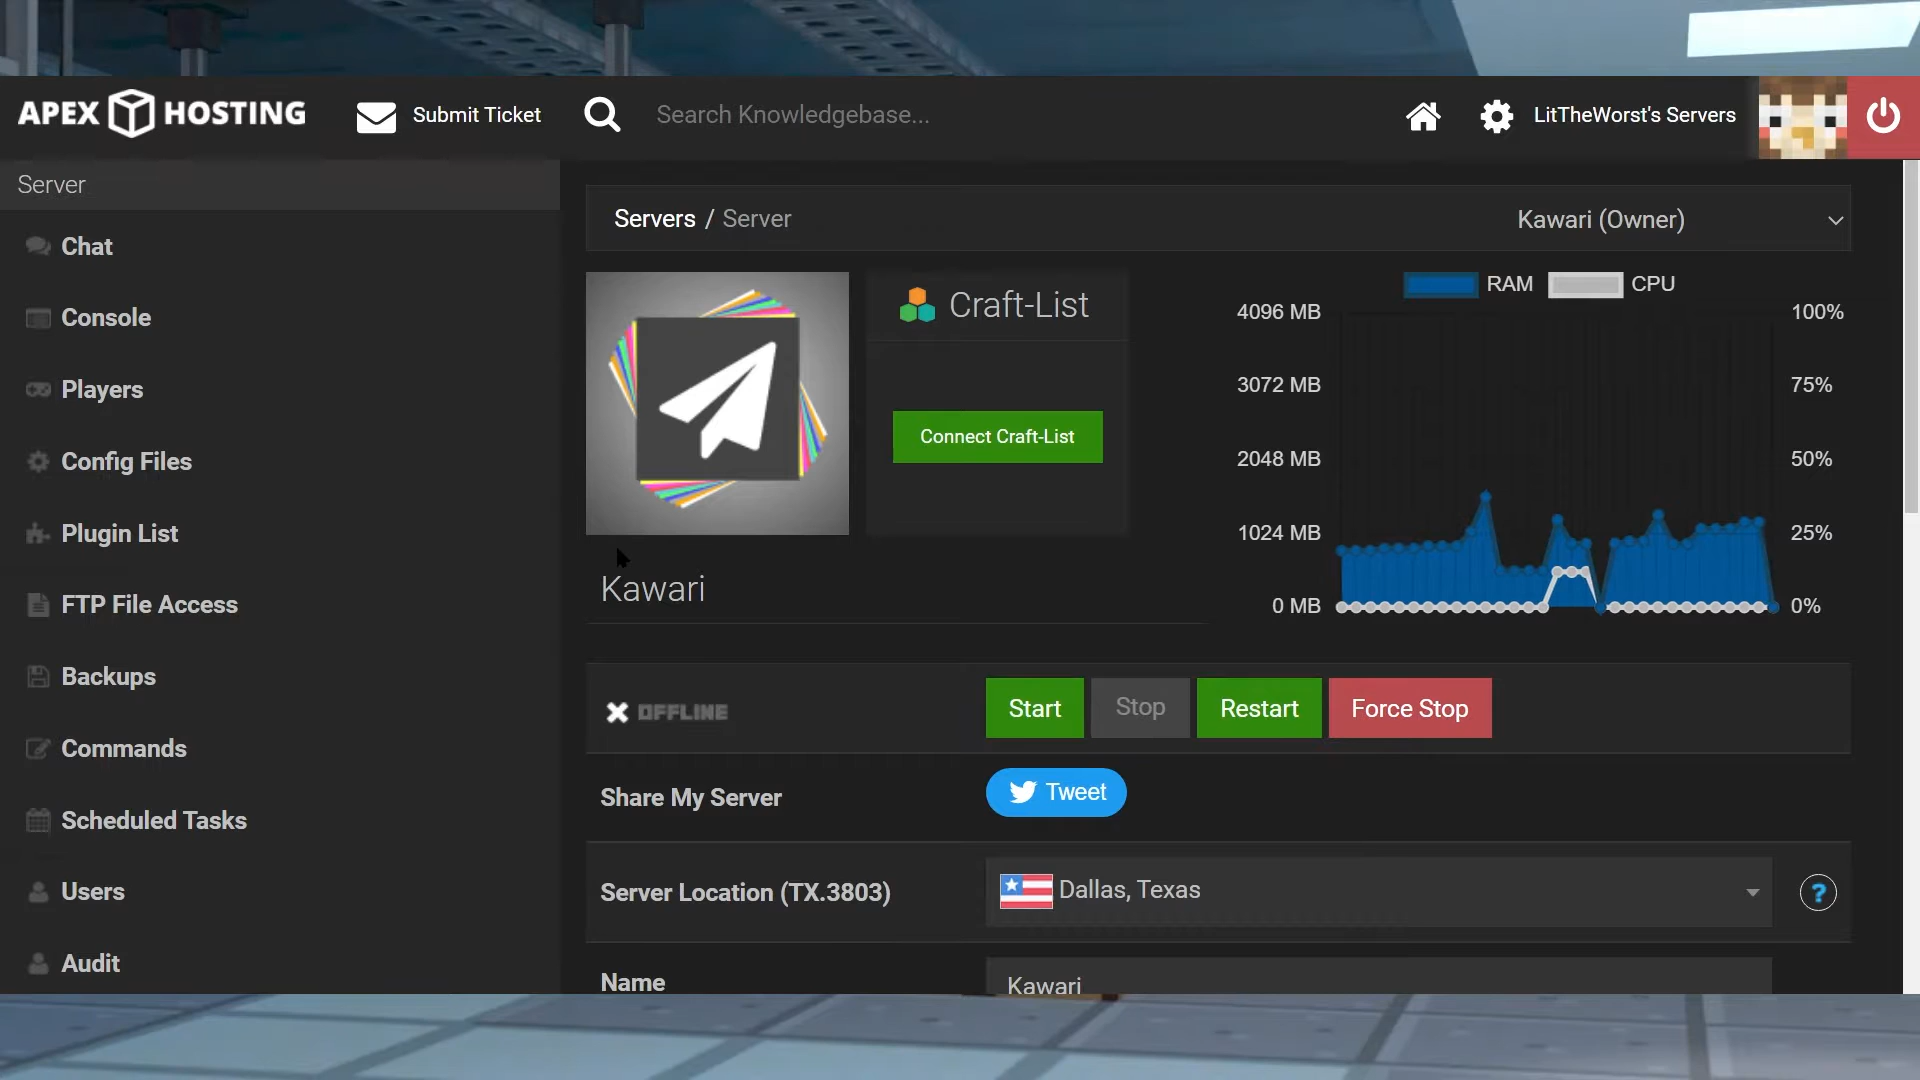 APEX HOSTING
Submit Ticket
Search Knowledgebase...
LitTheWorst's Servers
Server
Chat
Console
Players
Config Files
Plugin List
FTP File Access
Backups
Commands
Scheduled Tasks
Users
Audit
Servers / Server
Kawari (Owner)
Craft-List
Connect Craft-List
Kawari
RAM CPU
4096 MB 100%
3072 MB 75%
2048 MB 50%
1024 MB 25%
0 MB 0%
OFFLINE
Start Stop Restart Force Stop
Share My Server
Tweet
Server Location (TX.3803)
Dallas, Texas
?
Name
Kawari